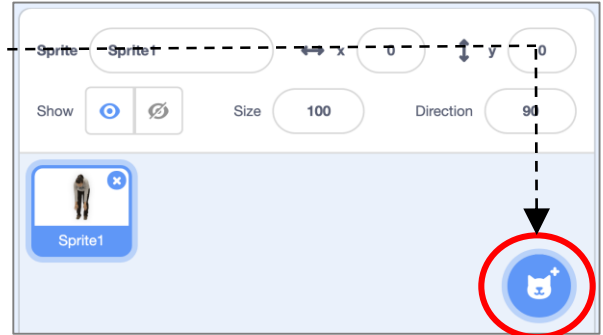 Sprite Sprite1 x 0 y 0
Show Size 100 Direction 90
Sprite1